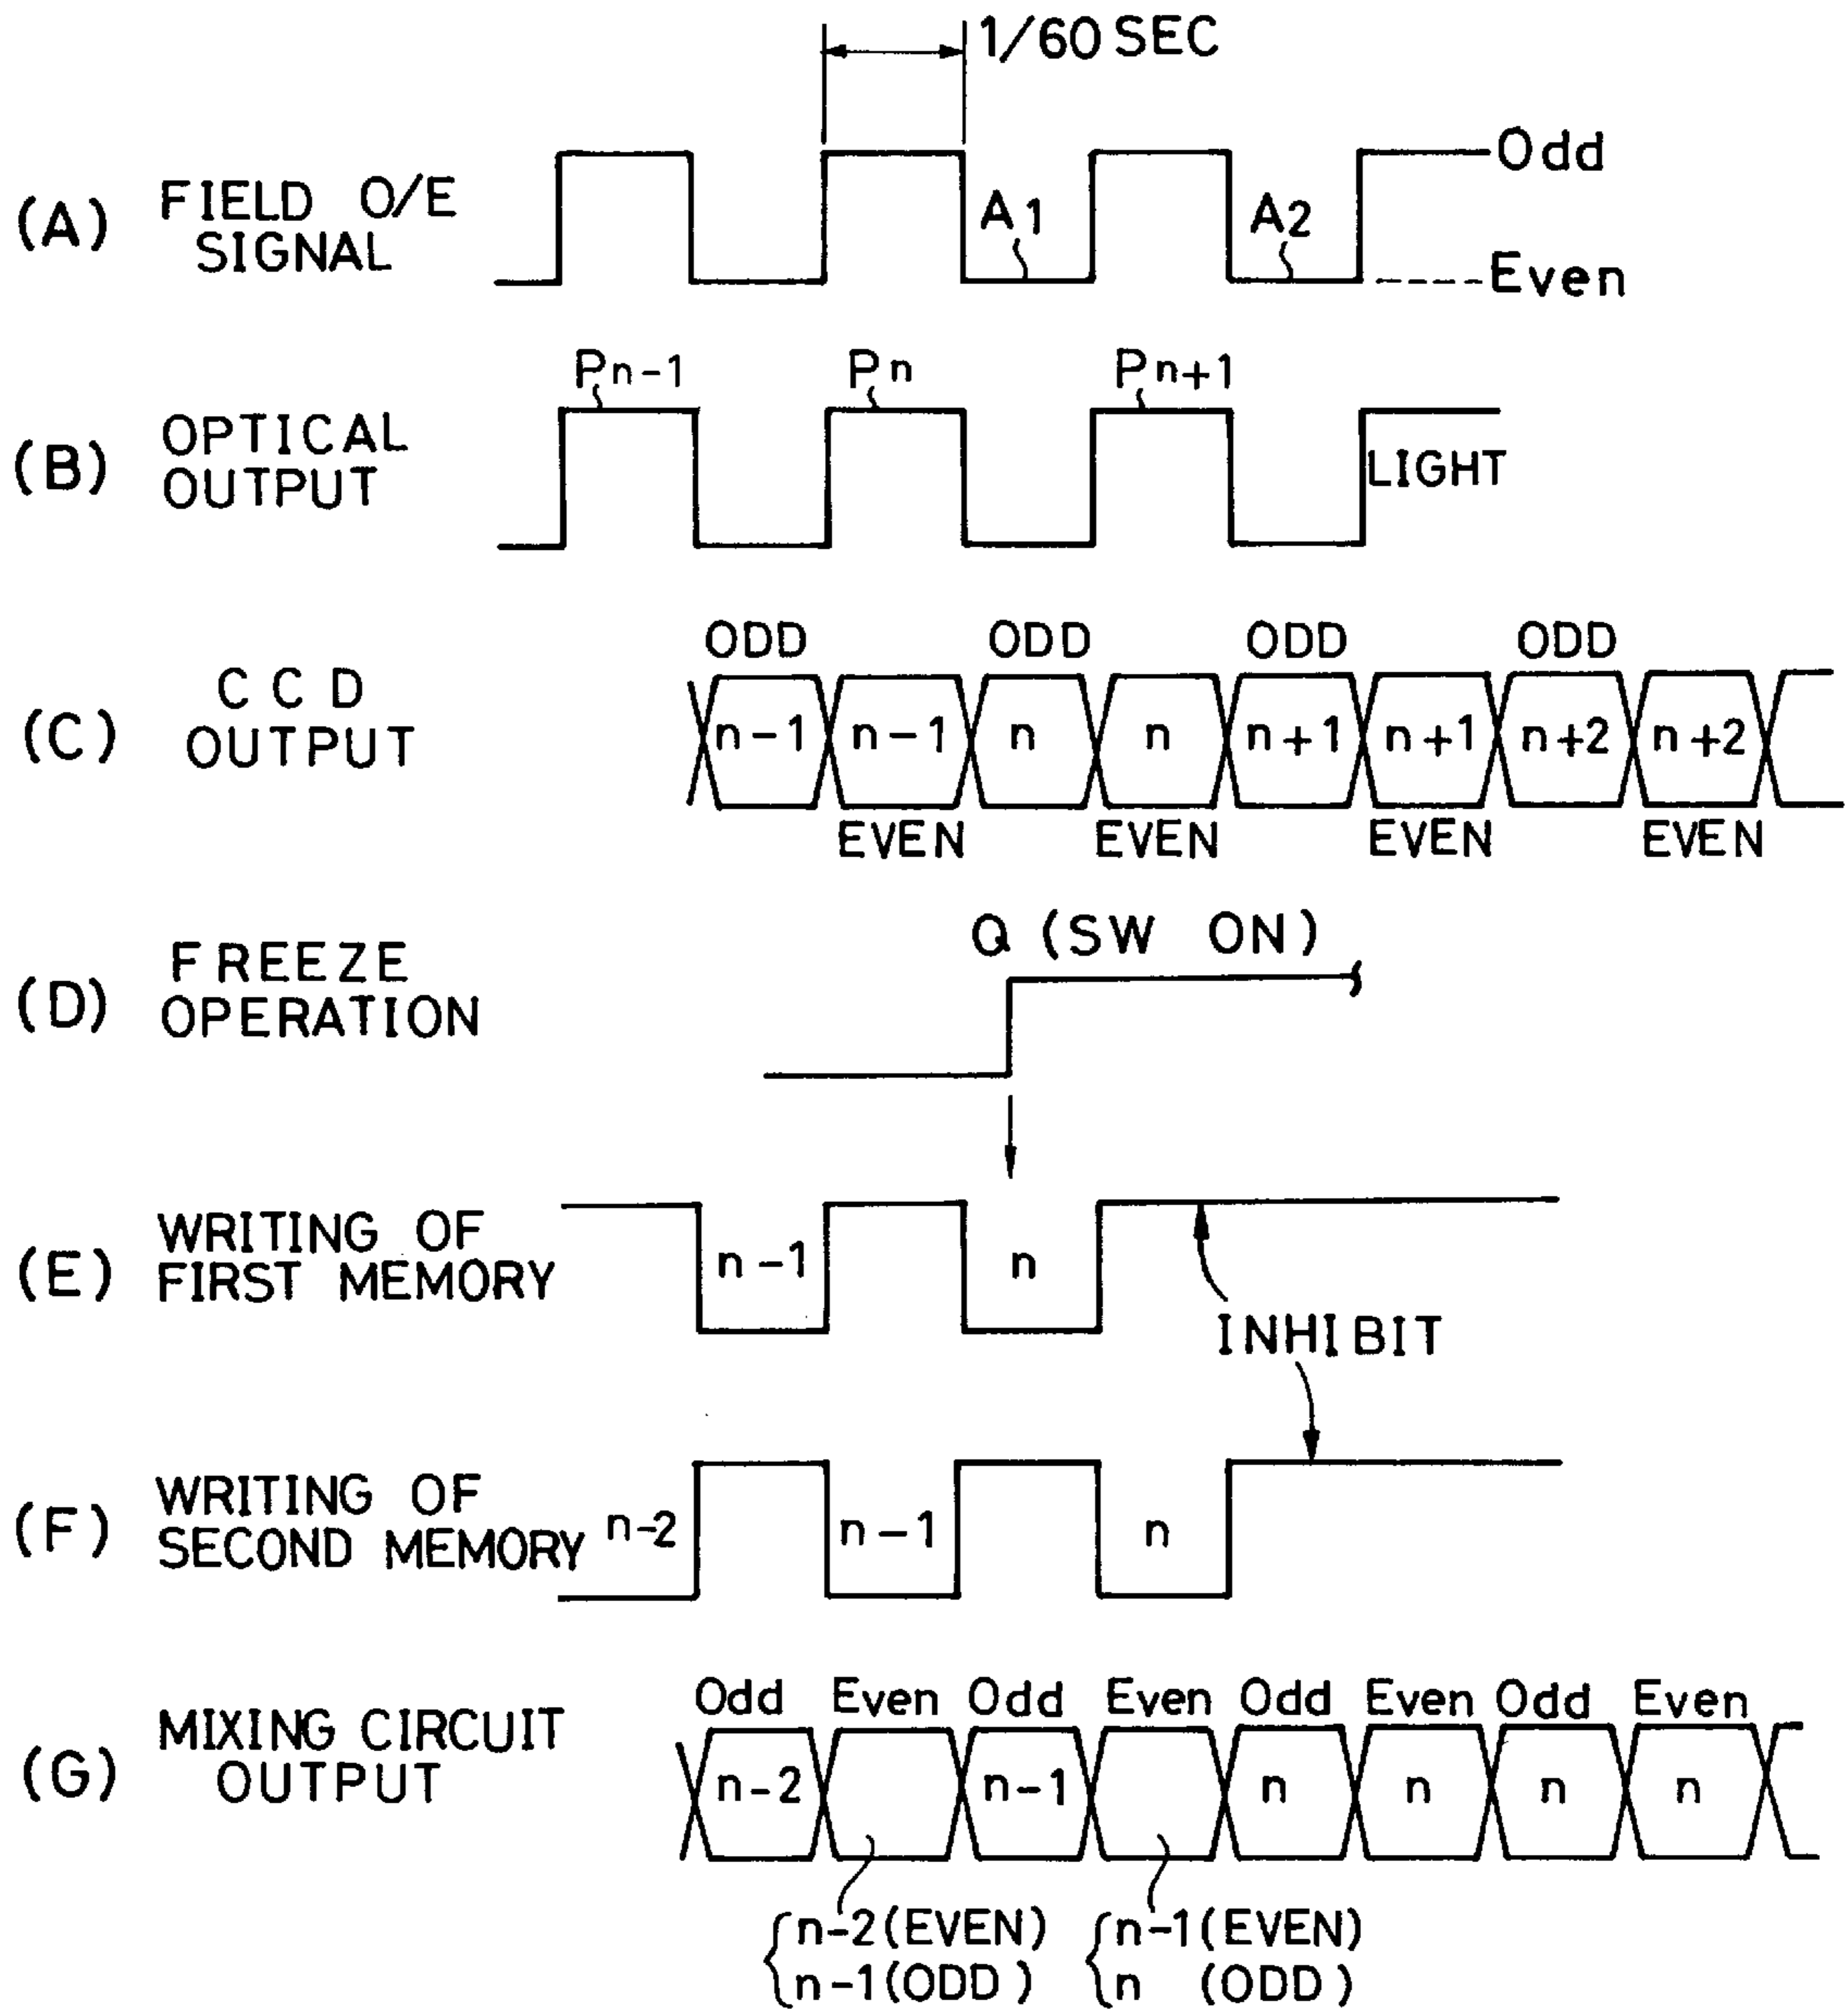 1/60 SEC
(A) FIELD O/E SIGNAL
A1
A2
Odd
Even
(B) OPTICAL OUTPUT
Pn-1
Pn
Pn+1
LIGHT
(C) CCD OUTPUT
ODD ODD ODD ODD
n-1 n-1 n n n+1 n+1 n+2 n+2
EVEN EVEN EVEN EVEN
(D) FREEZE OPERATION
Q (SW ON)
(E) WRITING OF FIRST MEMORY
n-1 n
INHIBIT
(F) WRITING OF SECOND MEMORY
n-2 n-1 n
(G) MIXING CIRCUIT OUTPUT
Odd Even Odd Even Odd Even Odd Even
n-2 n-1 n n n n
n-2 (EVEN) n-1 (EVEN)
n-1 (ODD) n (ODD)